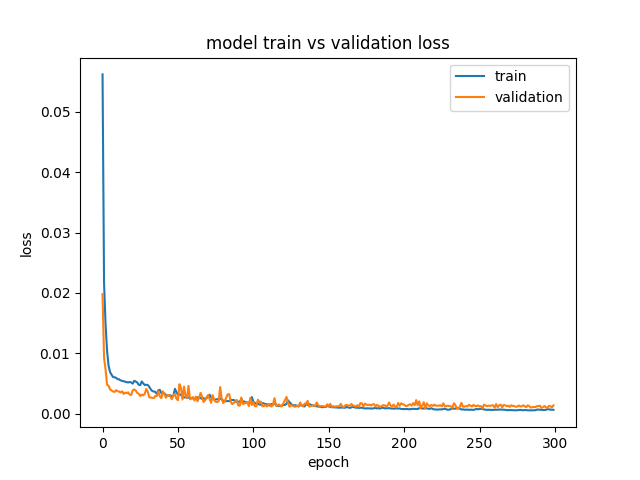 model train vs validation loss
train
validation
loss
0.05
0.04
0.03
0.02
0.01
0.00
0 50 100 150 200 250 300
epoch